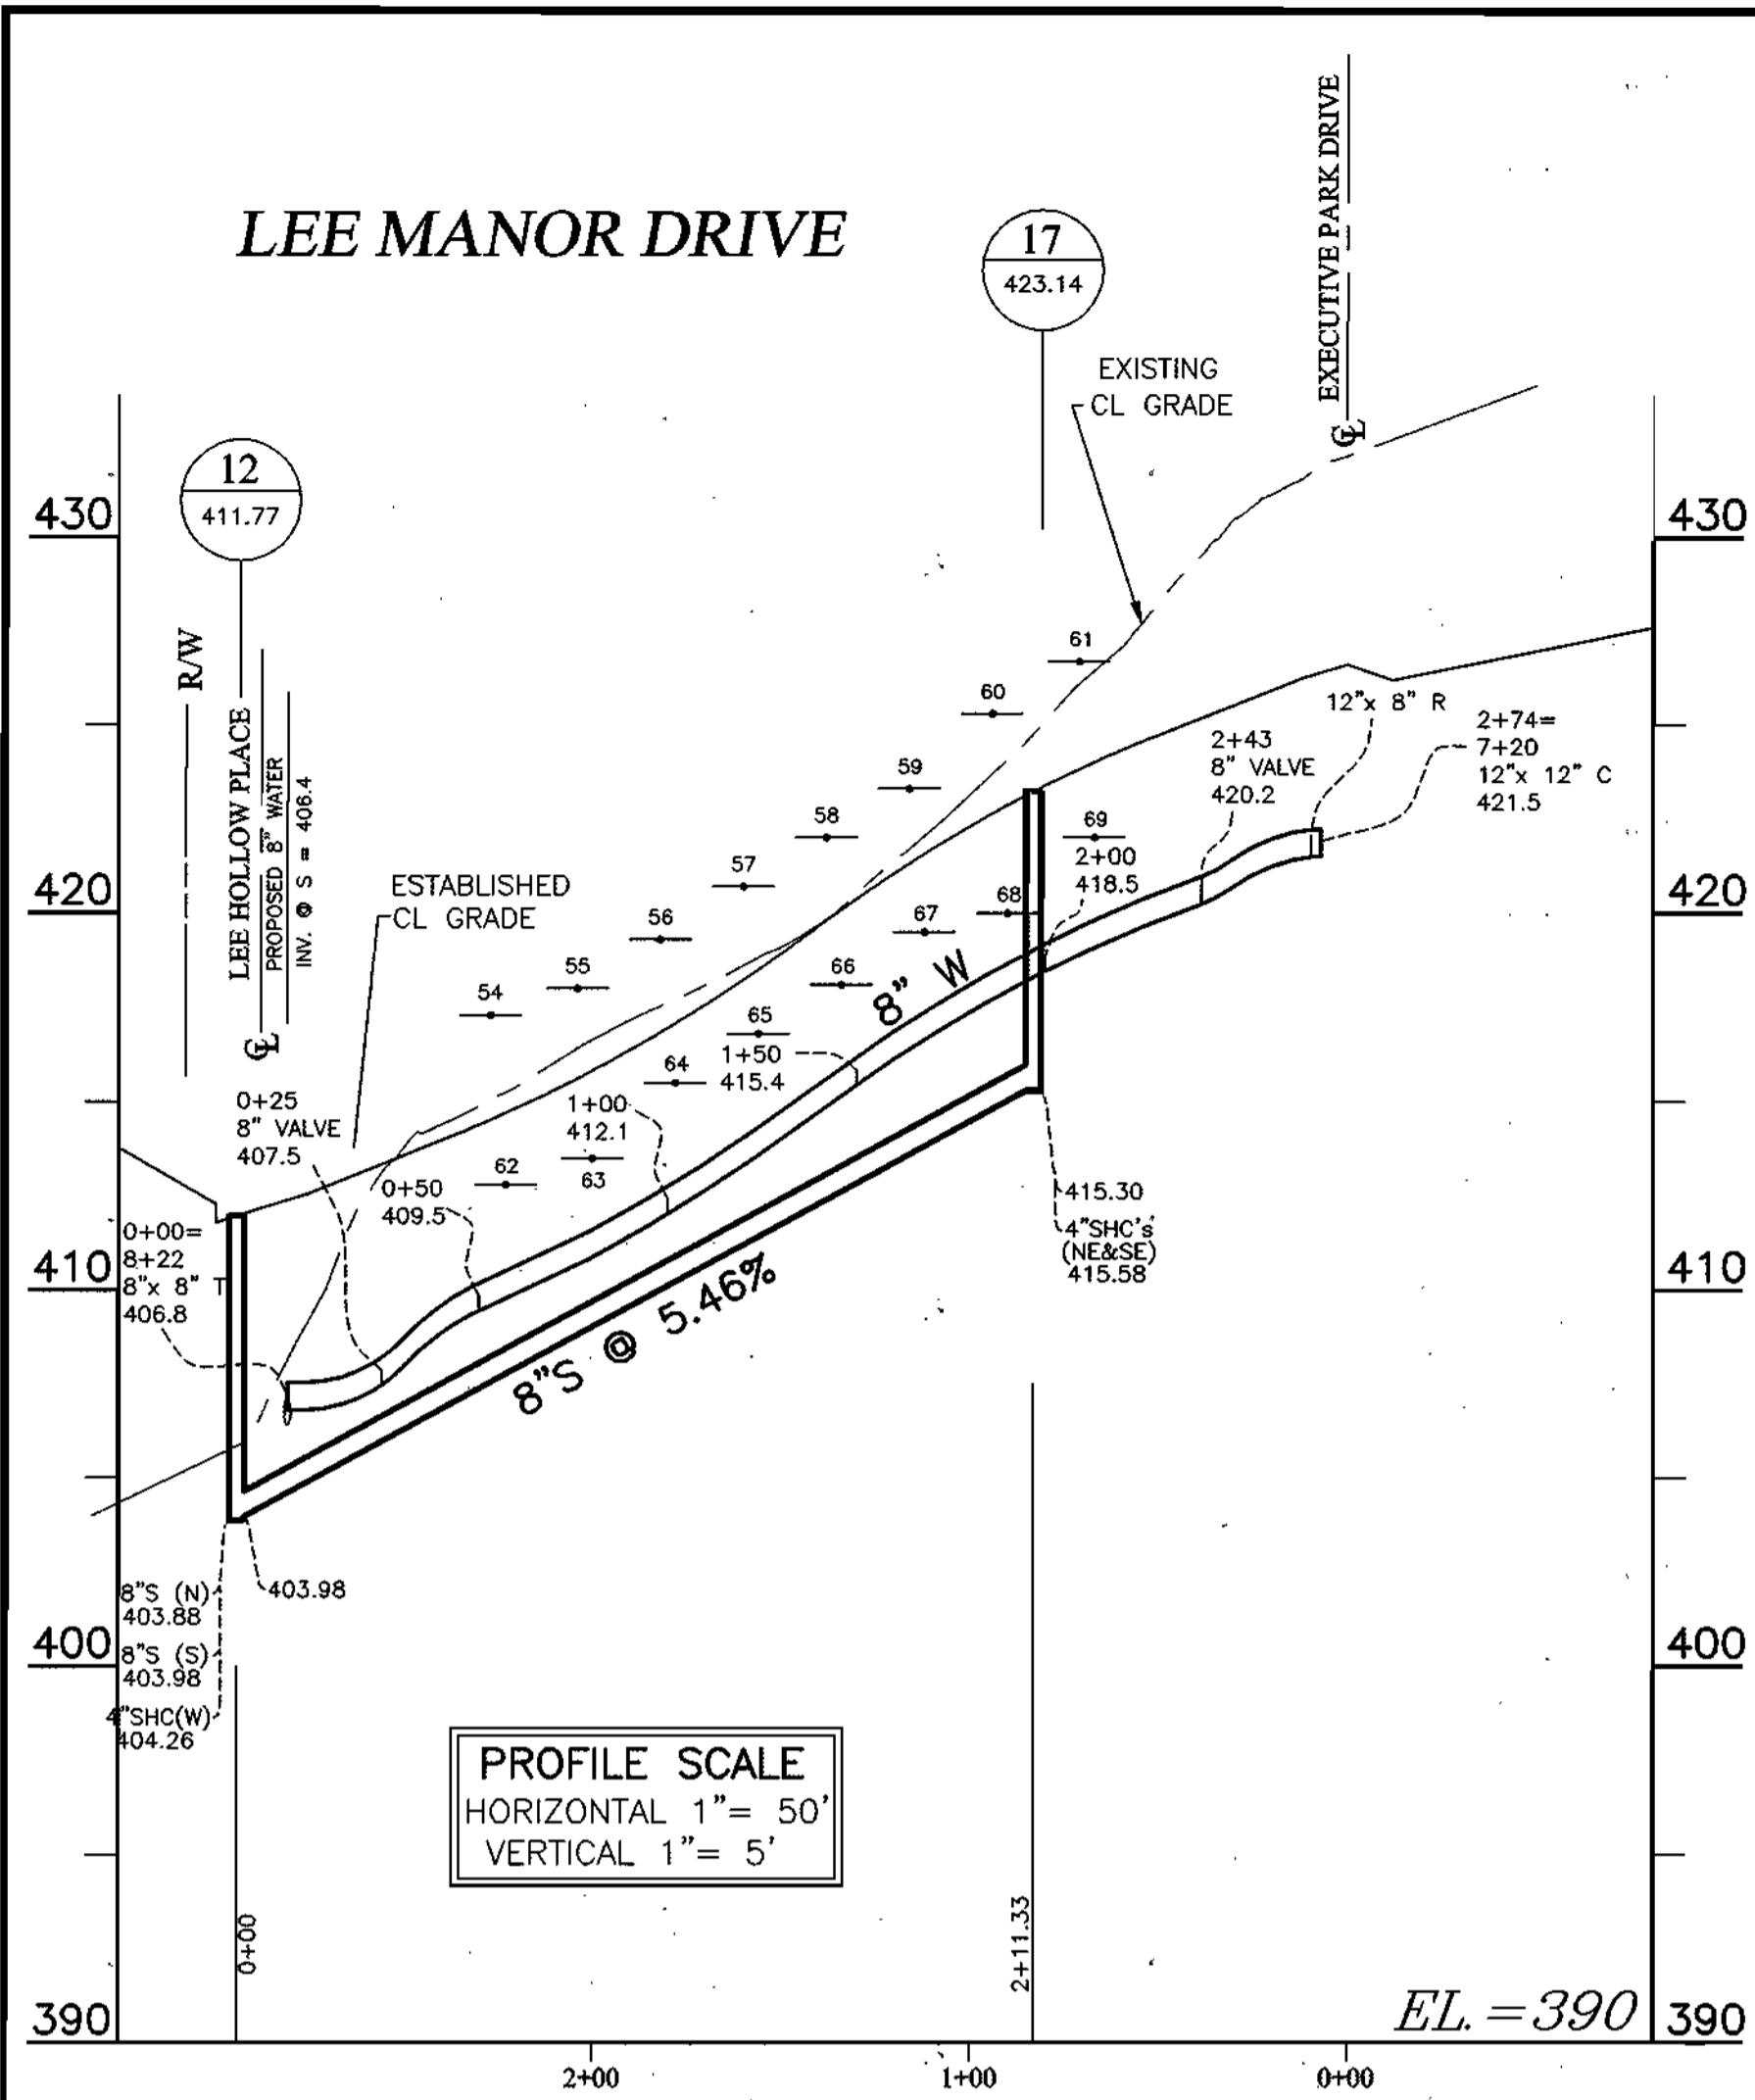 LEE MANOR DRIVE
17
423.14
EXECUTIVE PARK DRIVE
CL
EXISTING
CL GRADE
12
411.77
430
430
R/W
LEE HOLLOW PLACE
PROPOSED 8" WATER
INV. @ S = 406.4
CL
61
60
59
58
57
56
55
54
69
68
67
66
65
64
63
62
12"x 8" R
2+74=
7+20
12"x 12" C
421.5
2+43
8" VALVE
420.2
2+00
418.5
420
420
ESTABLISHED
CL GRADE
8" W
1+50
415.4
1+00
412.1
0+25
8" VALVE
407.5
0+50
409.5
0+00=
8+22
8"x 8" T
406.8
410
410
415.30
4"SHC's
(NE&SE)
415.58
8"S @ 5.46%
403.98
8"S (N)
403.88
8"S (S)
403.98
4"SHC(W)
404.26
400
400
PROFILE SCALE
HORIZONTAL 1"= 50'
VERTICAL 1"= 5'
0+00
2+11.33
EL. =390
390
390
2+00
1+00
0+00